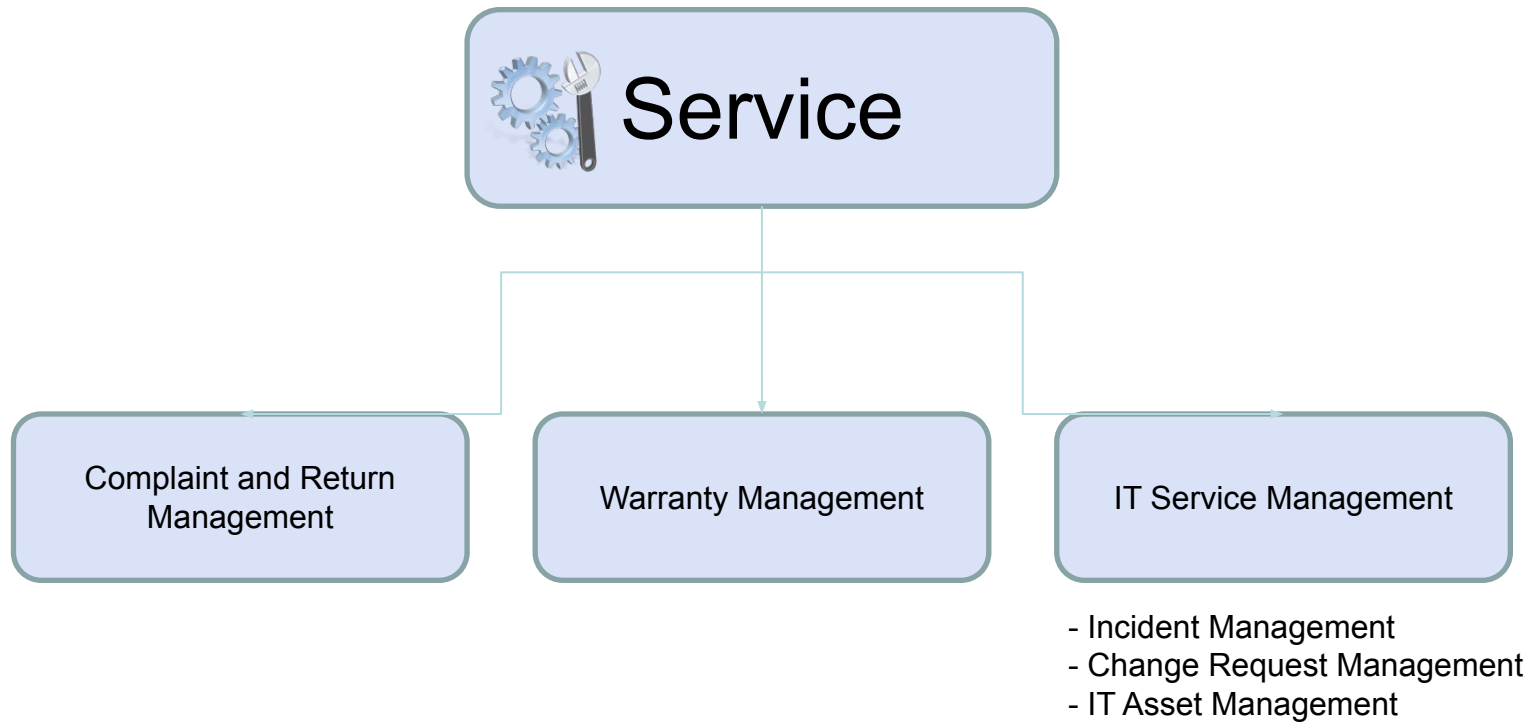 Service
Complaint and Return
Management
Warranty Management
IT Service Management
- Incident Management
- Change Request Management
- IT Asset Management